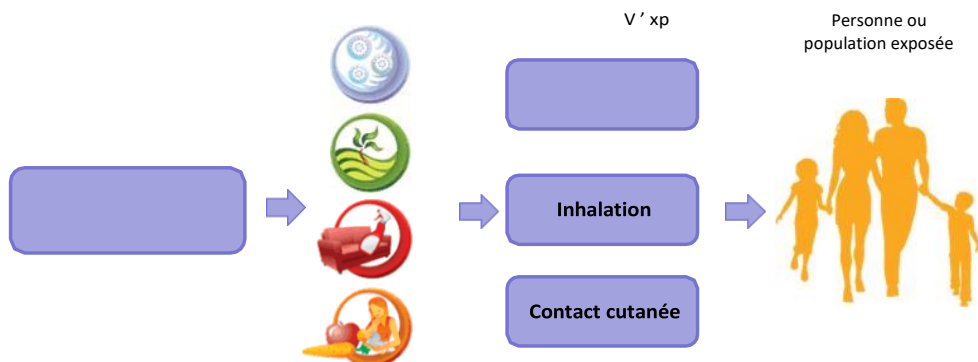 V ’ xp
Personne ou
population exposée
Inhalation
Contact cutanée